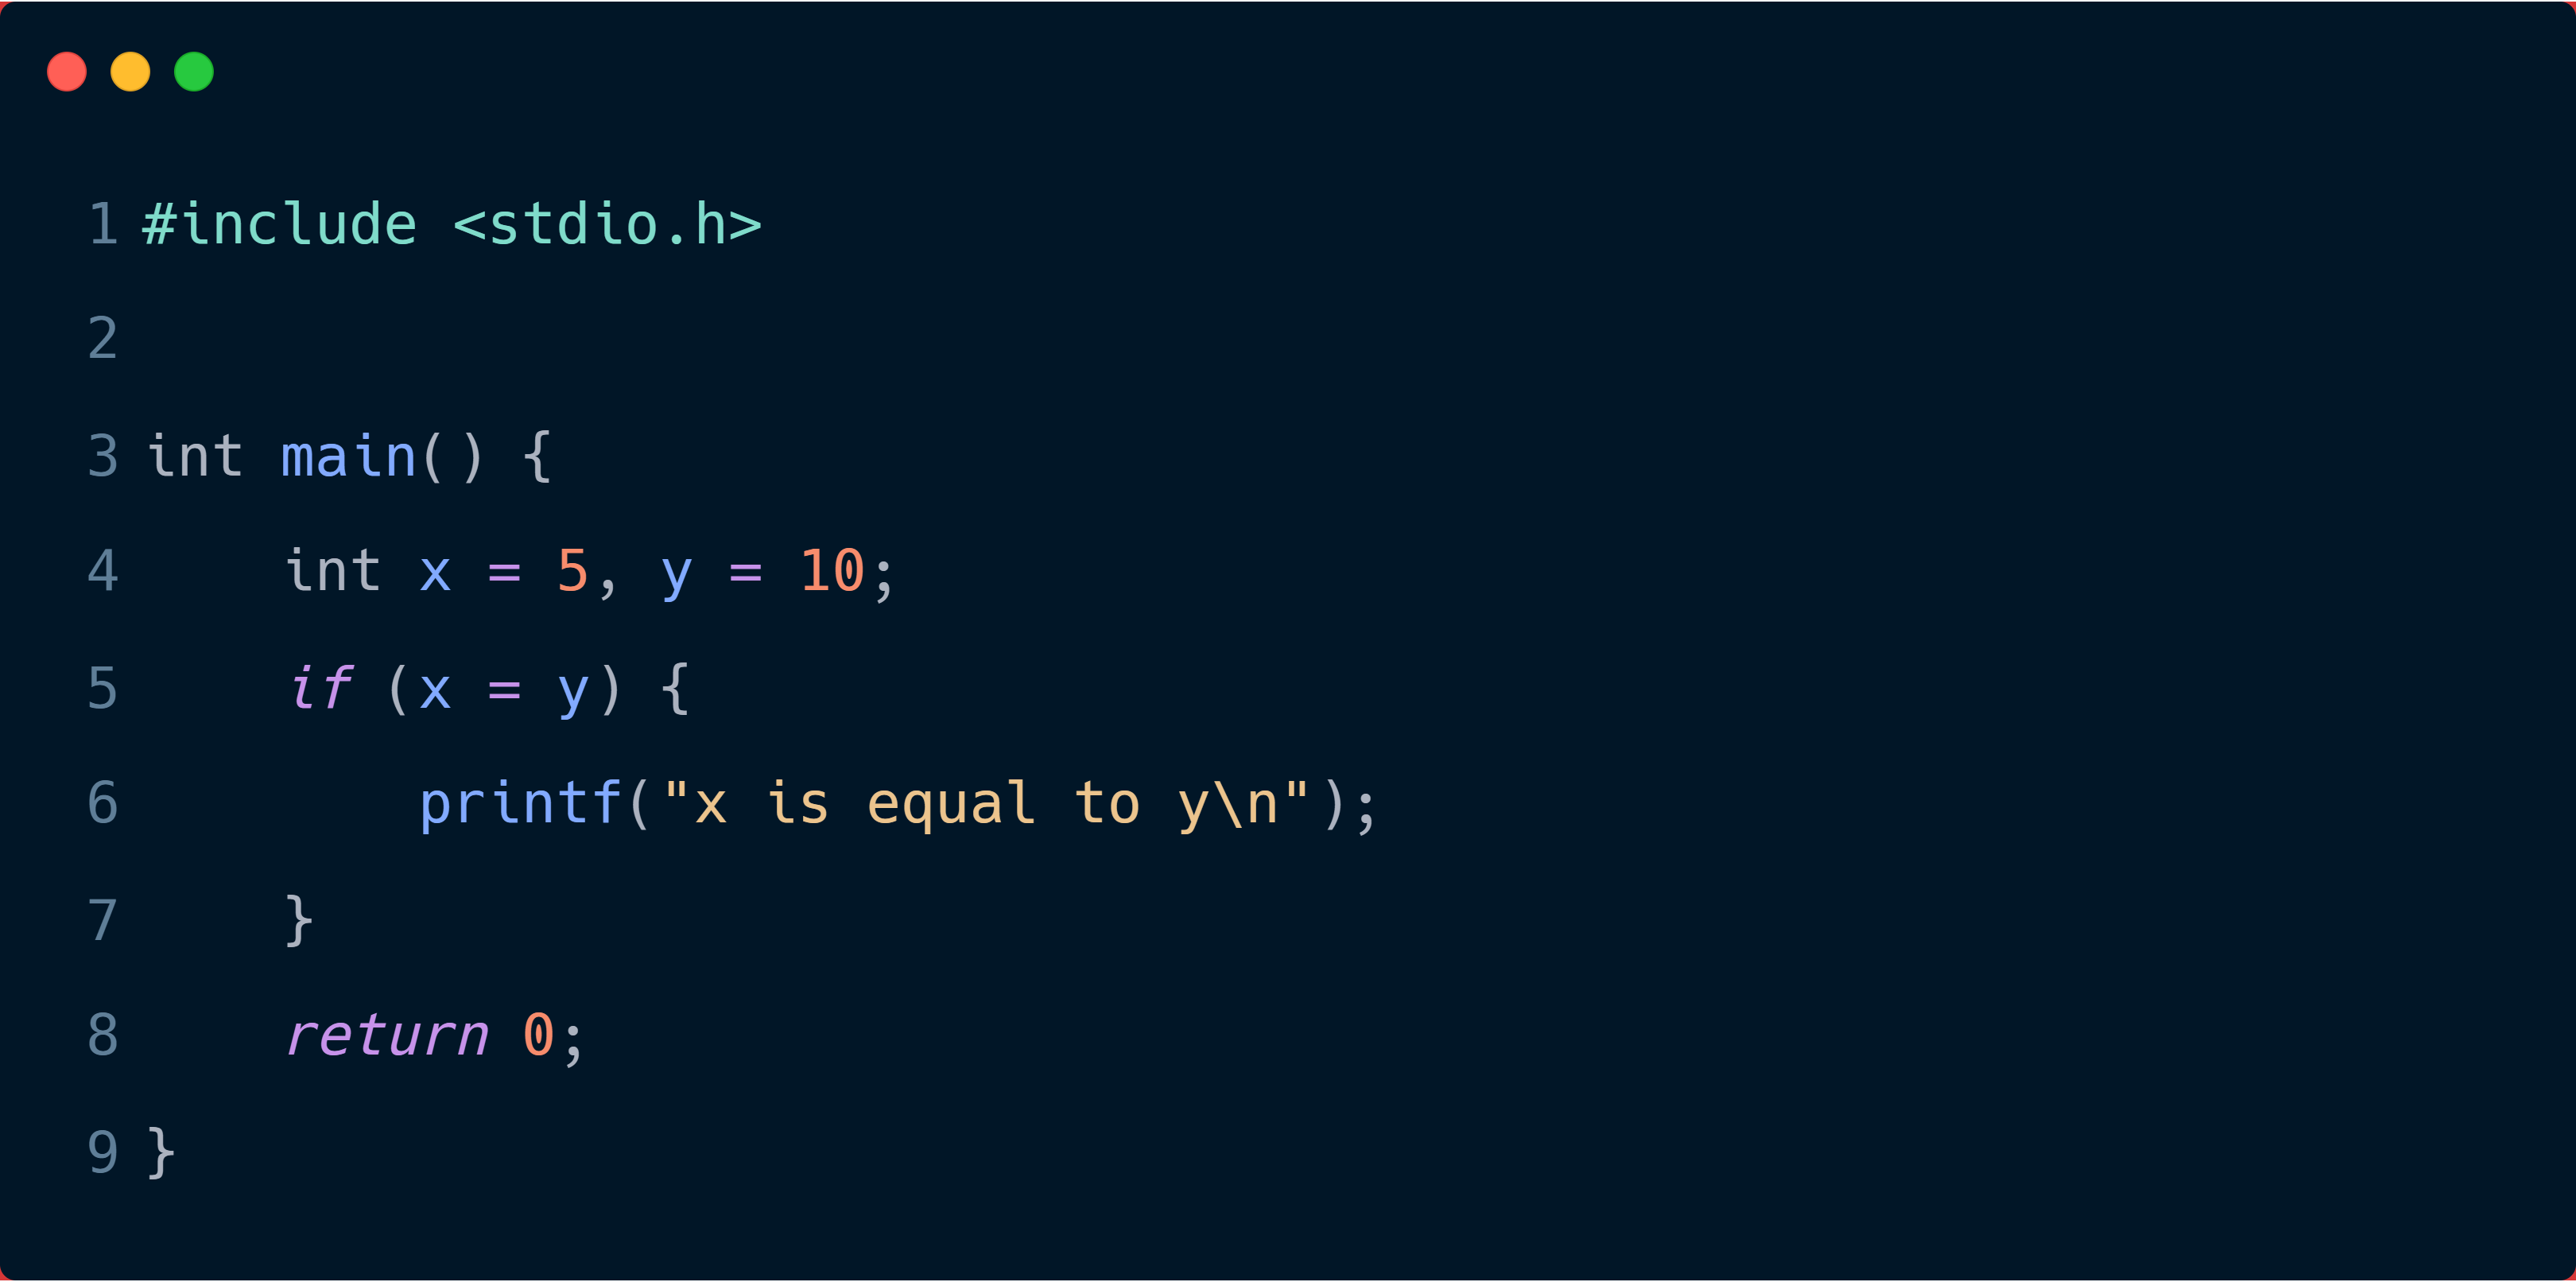 1 #include <stdio.h>
2
3 int main() {
4     int x = 5, y = 10;
5     if (x = y) {
6         printf("x is equal to y\n");
7     }
8     return 0;
9 }